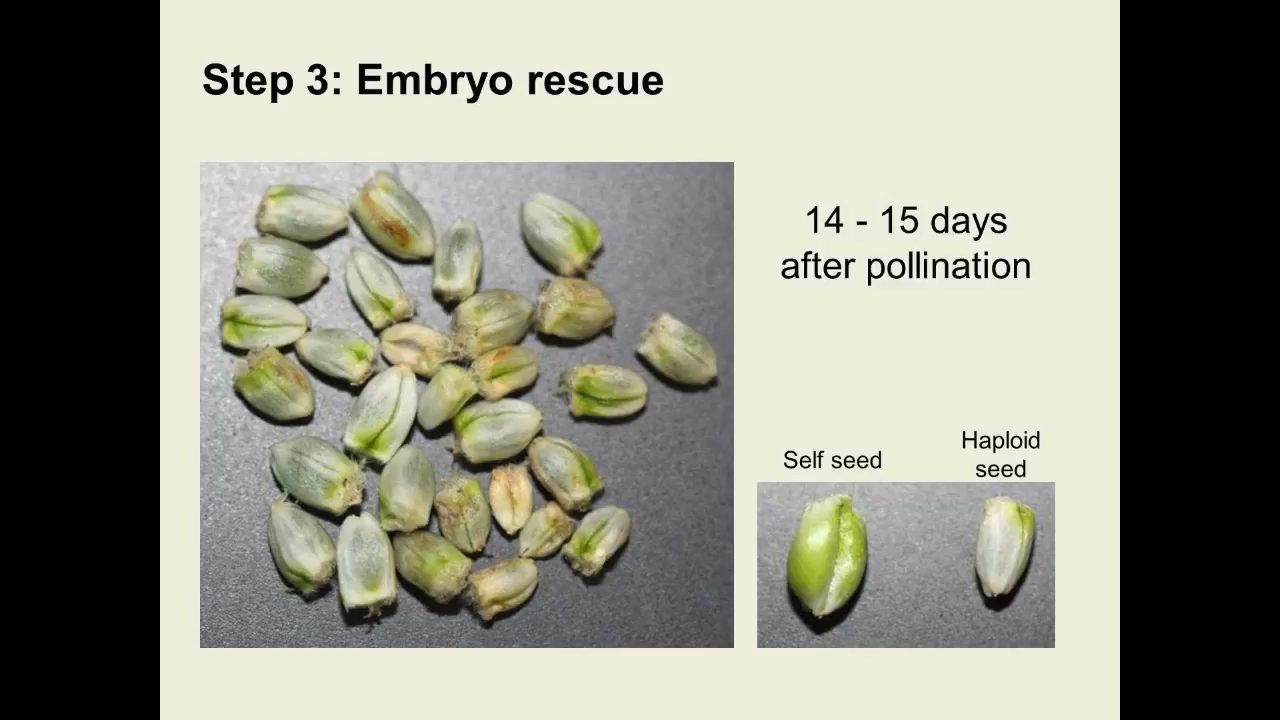 Step 3: Embryo rescue
14 - 15 days
after pollination
Self seed
Haploid
seed